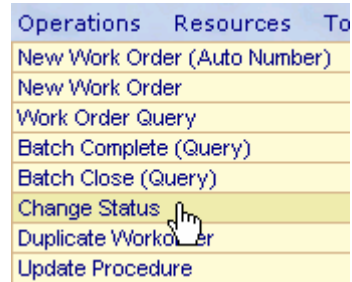 Operations Resources To
New Work Order (Auto Number)
New Work Order
Work Order Query
Batch Complete (Query)
Batch Close (Query)
Change Status
Duplicate Workorder
Update Procedure